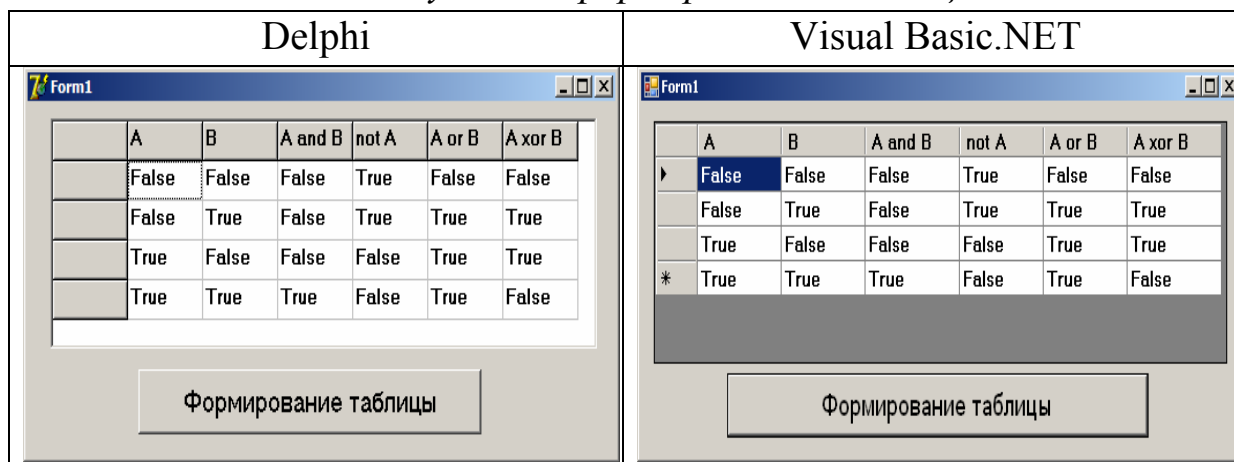 Delphi Visual Basic.NET
Form1
A B A and B not A A or B A xor B
False False False True False False
False True False True True True
True False False False True True
True True True False True False
Формирование таблицы
Form1
A B A and B not A A or B A xor B
False False False True False False
False True False True True True
True False False False True True
* True True True False True False
Формирование таблицы